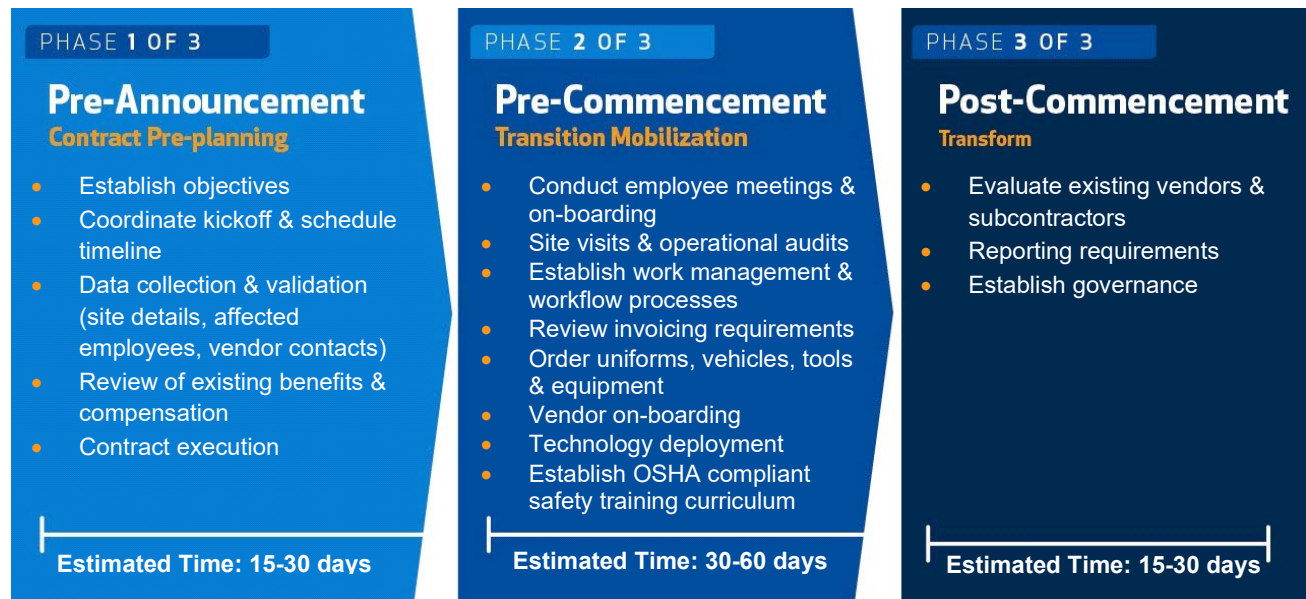 PHASE 1 OF 3
Pre-Announcement
Contract Pre-planning
• Establish objectives
• Coordinate kickoff & schedule
timeline
• Data collection & validation
(site details, affected
employees, vendor contacts)
• Review of existing benefits &
compensation
• Contract execution
Estimated Time: 15-30 days
PHASE 2 OF 3
Pre-Commencement
Transition Mobilization
• Conduct employee meetings &
on-boarding
• Site visits & operational audits
• Establish work management &
workflow processes
• Review invoicing requirements
• Order uniforms, vehicles, tools
& equipment
• Vendor on-boarding
• Technology deployment
• Establish OSHA compliant
safety training curriculum
Estimated Time: 30-60 days
PHASE 3 OF 3
Post-Commencement
Transform
• Evaluate existing vendors &
subcontractors
• Reporting requirements
• Establish governance
Estimated Time: 15-30 days